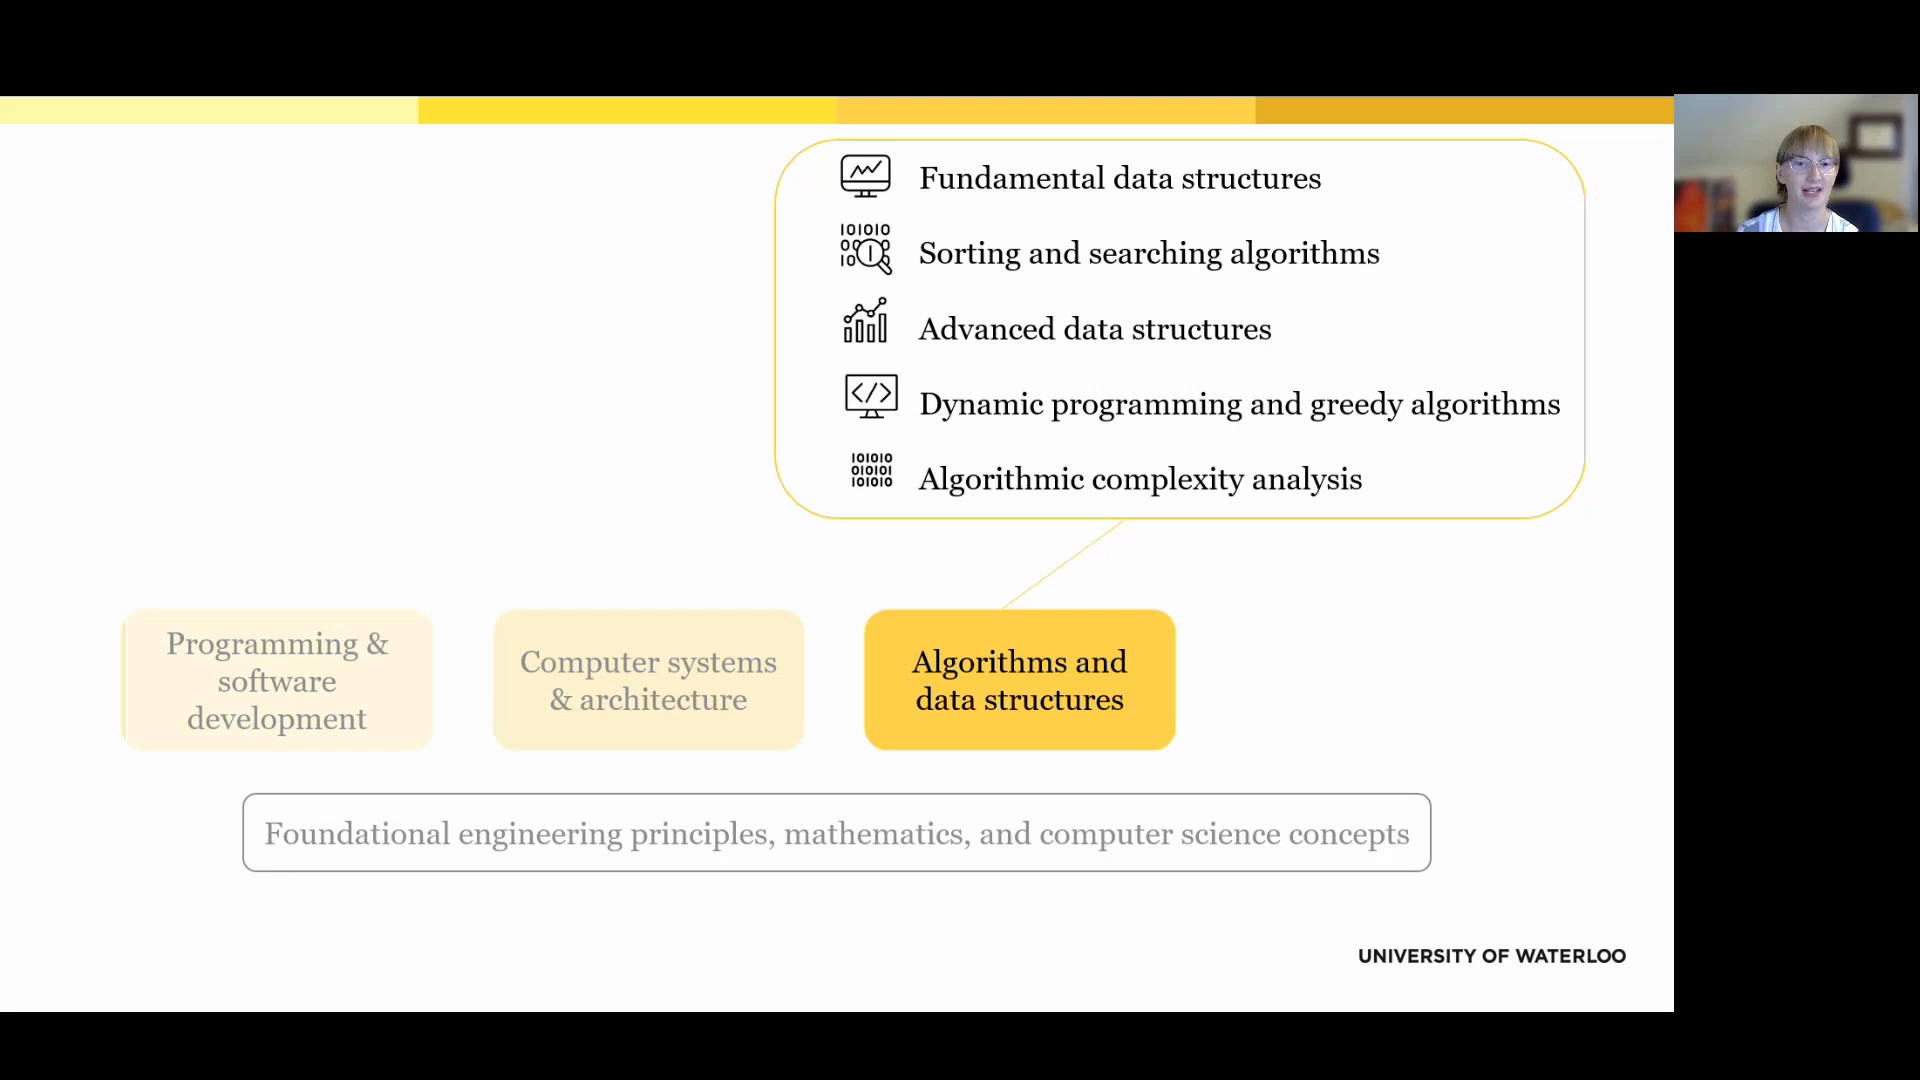 Fundamental data structures
Sorting and searching algorithms
Advanced data structures
Dynamic programming and greedy algorithms
Algorithmic complexity analysis
Programming &
software
development
Computer systems
& architecture
Algorithms and
data structures
Foundational engineering principles, mathematics, and computer science concepts
UNIVERSITY OF WATERLOO